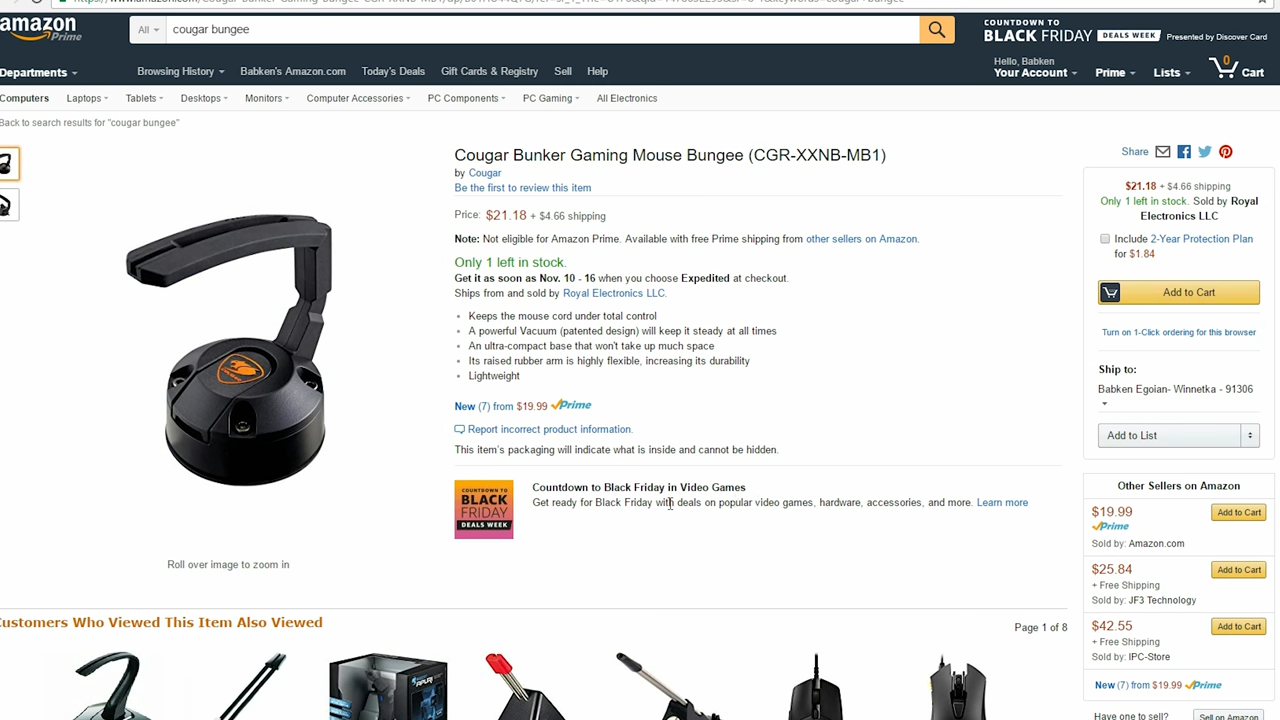 amazon
Prime
All
cougar bungee
COUNTDOWN TO
BLACK FRIDAY DEALS WEEK Presented by Discover Card
Departments
Browsing History Babken's Amazon.com Today's Deals Gift Cards & Registry Sell Help
Hello, Babken
Your Account Prime Lists 0 Cart
Computers Laptops Tablets Desktops Monitors Computer Accessories PC Components PC Gaming All Electronics
Back to search results for "cougar bungee"
Cougar Bunker Gaming Mouse Bungee (CGR-XXNB-MB1)
by Cougar
Be the first to review this item
Price: $21.18 + $4.66 shipping
Note: Not eligible for Amazon Prime. Available with free Prime shipping from other sellers on Amazon.
Only 1 left in stock.
Get it as soon as Nov. 10 - 16 when you choose Expedited at checkout.
Ships from and sold by Royal Electronics LLC.
Keeps the mouse cord under total control
A powerful Vacuum (patented design) will keep it steady at all times
An ultra-compact base that won't take up much space
Its raised rubber arm is highly flexible, increasing its durability
Lightweight
New (7) from $19.99 Prime
Report incorrect product information.
This item's packaging will indicate what is inside and cannot be hidden.
COUNTDOWN TO
BLACK
FRIDAY
DEALS WEEK
Countdown to Black Friday in Video Games
Get ready for Black Friday with deals on popular video games, hardware, accessories, and more. Learn more
Roll over image to zoom in
Share
$21.18 + $4.66 shipping
Only 1 left in stock. Sold by Royal
Electronics LLC
Include 2-Year Protection Plan
for $1.84
Add to Cart
Turn on 1-Click ordering for this browser
Ship to:
Babken Egoian- Winnetka - 91306
Add to List
Other Sellers on Amazon
$19.99 Add to Cart
Prime
Sold by: Amazon.com
$25.84 Add to Cart
+ Free Shipping
Sold by: JF3 Technology
$42.55 Add to Cart
+ Free Shipping
Sold by: IPC-Store
New (7) from $19.99 Prime
Sell on Amazon
Customers Who Viewed This Item Also Viewed
Page 1 of 8